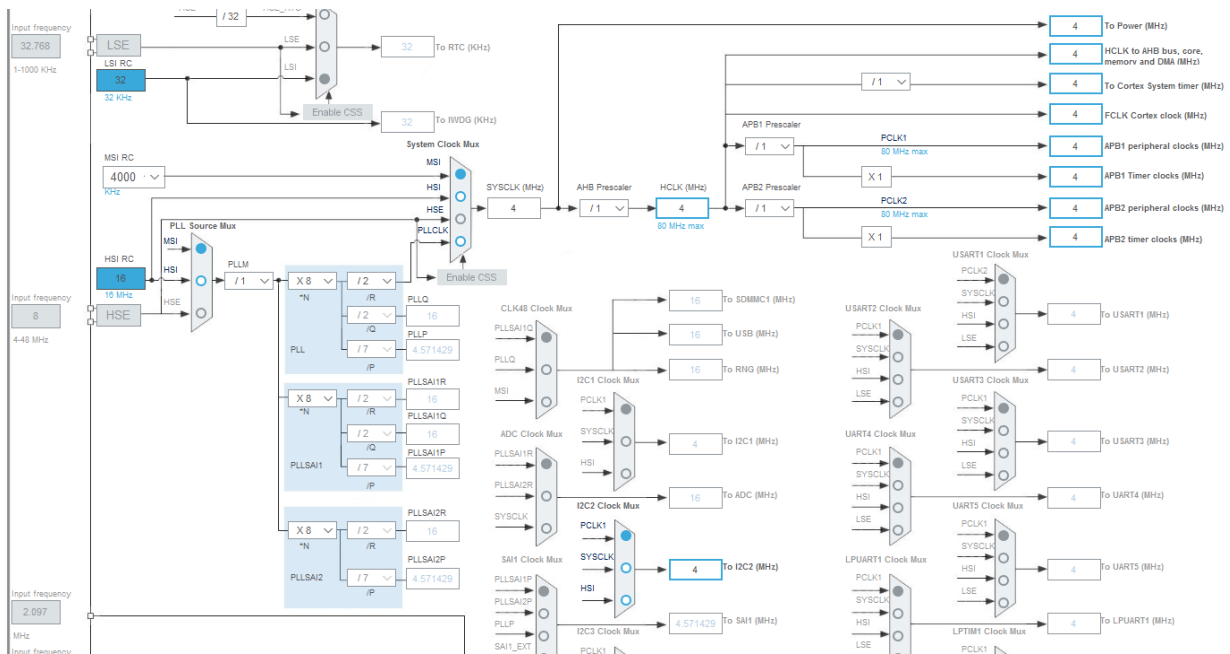 / 32
Input frequency
32.768
1-1000 KHz
LSE
LSE
LSI RC
32
32 KHz
LSI
Enable CSS
32
To RTC (KHz)
32
To IWDG (KHz)
4
To Power (MHz)
4
HCLK to AHB bus, core,
memory and DMA (MHz)
/ 1
4
To Cortex System timer (MHz)
4
FCLK Cortex clock (MHz)
APB1 Prescaler
/ 1
PCLK1
80 MHz max
4
APB1 peripheral clocks (MHz)
X 1
4
APB1 Timer clocks (MHz)
APB2 Prescaler
/ 1
PCLK2
80 MHz max
4
APB2 peripheral clocks (MHz)
X 1
4
APB2 timer clocks (MHz)
System Clock Mux
MSI
HSI
HSE
PLLCLK
Enable CSS
SYSCLK (MHz)
4
AHB Prescaler
/ 1
HCLK (MHz)
4
80 MHz max
MSI RC
4000
KHz
PLL Source Mux
MSI
HSI
HSE
HSI RC
16
16 MHz
Input frequency
8
4-48 MHz
HSE
PLLM
/ 1
X 8
*N
/ 2
/R
/ 2
/Q
/ 7
/P
PLL
PLLQ
16
PLLP
4.571429
X 8
*N
/ 2
/R
/ 2
/Q
/ 7
/P
PLLSAI1
PLLSAI1R
16
PLLSAI1Q
16
PLLSAI1P
4.571429
X 8
*N
/ 2
/R
/ 7
/P
PLLSAI2
PLLSAI2R
16
PLLSAI2P
4.571429
Input frequency
2.097
MHz
Input frequency
CLK48 Clock Mux
PLLSAI1Q
PLLQ
MSI
16
To SDMMC1 (MHz)
16
To USB (MHz)
16
To RNG (MHz)
I2C1 Clock Mux
PCLK1
SYSCLK
HSI
4
To I2C1 (MHz)
ADC Clock Mux
PLLSAI1R
PLLSAI2R
SYSCLK
16
To ADC (MHz)
I2C2 Clock Mux
PCLK1
SYSCLK
HSI
4
To I2C2 (MHz)
SAI1 Clock Mux
PLLSAI1P
PLLSAI2P
PLLP
SAI1_EXT
4.571429
To SAI1 (MHz)
I2C3 Clock Mux
PCLK1
USART1 Clock Mux
PCLK2
SYSCLK
HSI
LSE
4
To USART1 (MHz)
USART2 Clock Mux
PCLK1
SYSCLK
HSI
LSE
4
To USART2 (MHz)
USART3 Clock Mux
PCLK1
SYSCLK
HSI
LSE
4
To USART3 (MHz)
UART4 Clock Mux
PCLK1
SYSCLK
HSI
LSE
4
To UART4 (MHz)
UART5 Clock Mux
PCLK1
SYSCLK
HSI
LSE
4
To UART5 (MHz)
LPUART1 Clock Mux
PCLK1
SYSCLK
HSI
LSE
4
To LPUART1 (MHz)
LPTIM1 Clock Mux
PCLK1